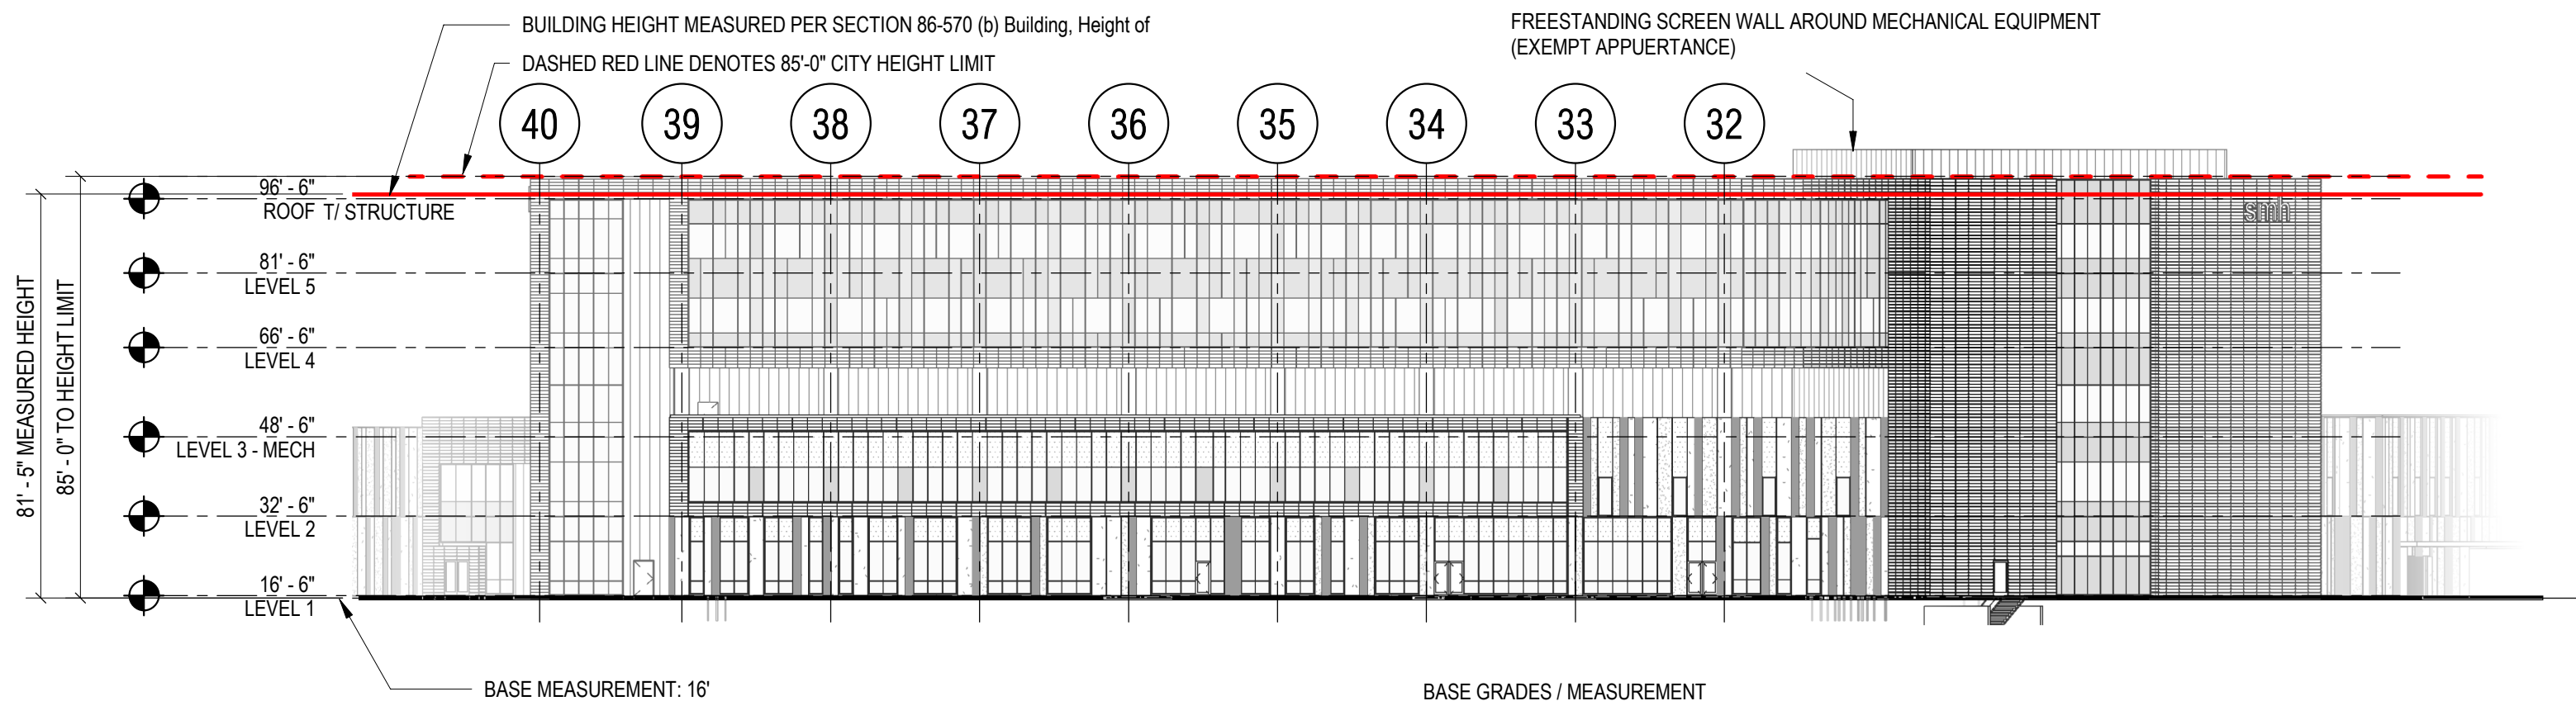 BUILDING HEIGHT MEASURED PER SECTION 86-570 (b) Building, Height of
DASHED RED LINE DENOTES 85'-0" CITY HEIGHT LIMIT
FREESTANDING SCREEN WALL AROUND MECHANICAL EQUIPMENT
(EXEMPT APPUERTANCE)
40 39 38 37 36 35 34 33 32
96' - 6"
ROOF T/ STRUCTURE
81' - 6"
LEVEL 5
66' - 6"
LEVEL 4
48' - 6"
LEVEL 3 - MECH
32' - 6"
LEVEL 2
16' - 6"
LEVEL 1
81' - 5" MEASURED HEIGHT
85' - 0" TO HEIGHT LIMIT
smh
BASE MEASUREMENT: 16'
BASE GRADES / MEASUREMENT